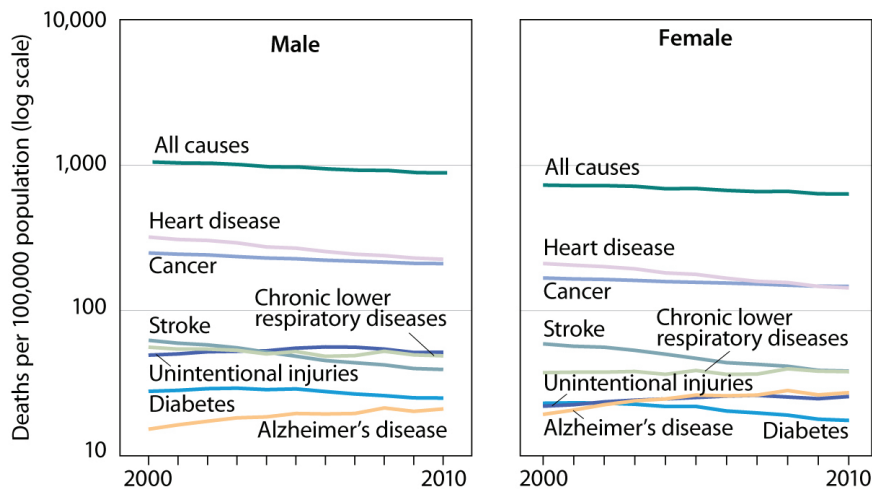 Deaths per 100,000 population (log scale)
10,000
1,000
100
10
Male
All causes
Heart disease
Cancer
Chronic lower
respiratory diseases
Stroke
Unintentional injuries
Diabetes
Alzheimer’s disease
2000
2010
Female
All causes
Heart disease
Cancer
Stroke
Chronic lower
respiratory diseases
Unintentional injuries
Alzheimer’s disease
Diabetes
2000
2010